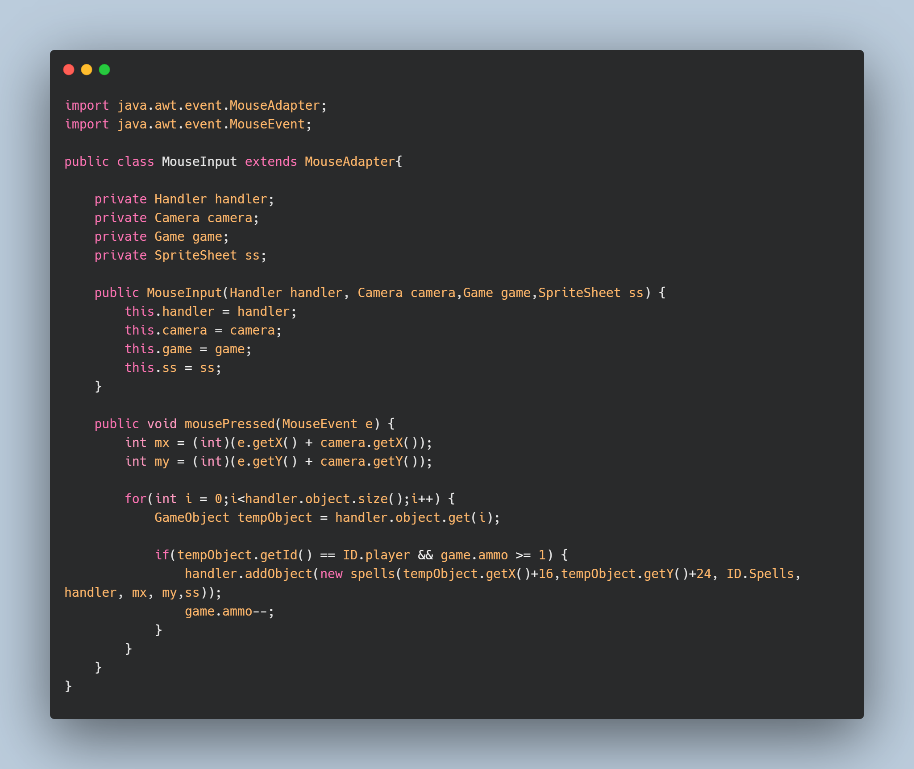 import java.awt.event.MouseAdapter;
import java.awt.event.MouseEvent;

public class MouseInput extends MouseAdapter{

    private Handler handler;
    private Camera camera;
    private Game game;
    private SpriteSheet ss;

    public MouseInput(Handler handler, Camera camera,Game game,SpriteSheet ss) {
        this.handler = handler;
        this.camera = camera;
        this.game = game;
        this.ss = ss;
    }

    public void mousePressed(MouseEvent e) {
        int mx = (int)(e.getX() + camera.getX());
        int my = (int)(e.getY() + camera.getY());

        for(int i = 0;i<handler.object.size();i++) {
            GameObject tempObject = handler.object.get(i);

            if(tempObject.getId() == ID.player && game.ammo >= 1) {
                handler.addObject(new spells(tempObject.getX()+16,tempObject.getY()+24, ID.Spells,
handler, mx, my,ss));
                game.ammo--;
            }
        }
    }
}